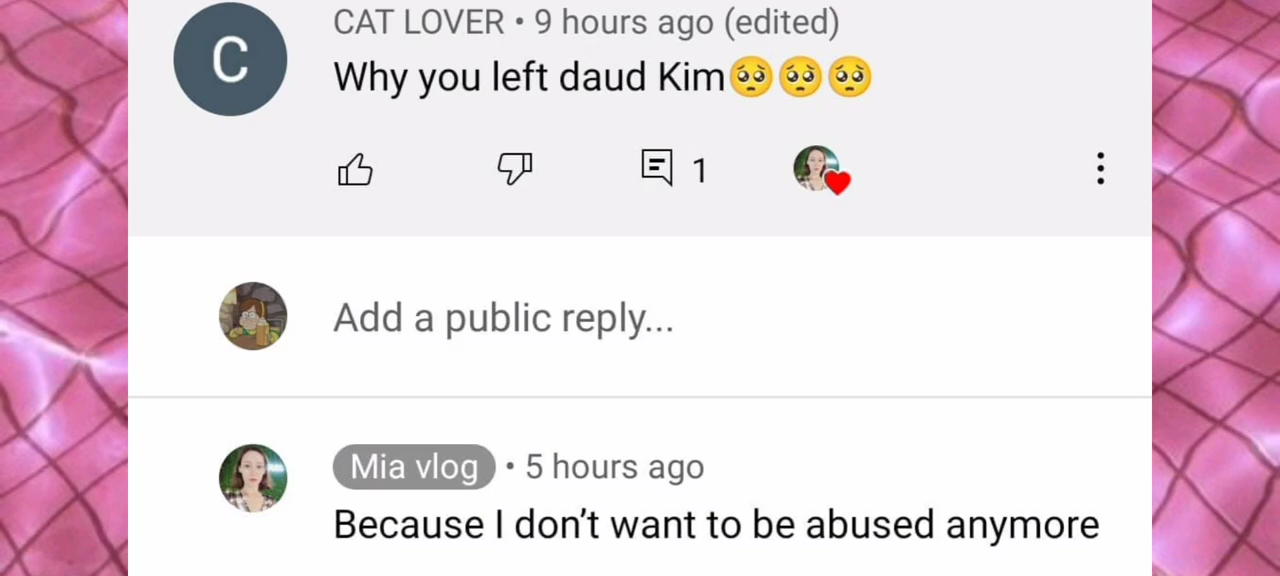 CAT LOVER • 9 hours ago (edited)
Why you left daud Kim🥺🥺🥺
1
Add a public reply...
Mia vlog • 5 hours ago
Because I don’t want to be abused anymore